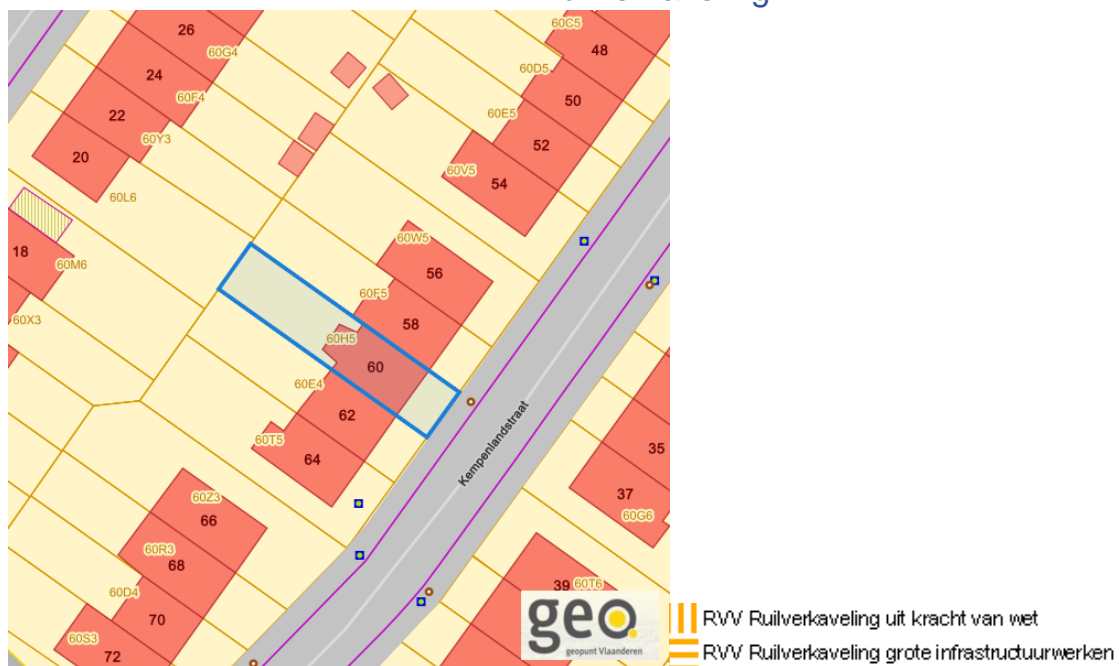 60C5
26
48
60G4
60D5
24
60F4
50
60E5
22
60Y3
52
20
60V5
54
60L6
60W5
18
60M6
56
60F5
60X3
58
60H5
60
60E4
62
60T5
64
Kempenlandstraat
35
37
60G6
60Z3
66
60R3
68
60D4
70
60S3
72
39
60T6
geo.
geopunt Vlaanderen
RVV Ruilverkaveling uit kracht van wet
RVV Ruilverkaveling grote infrastructuurwerken